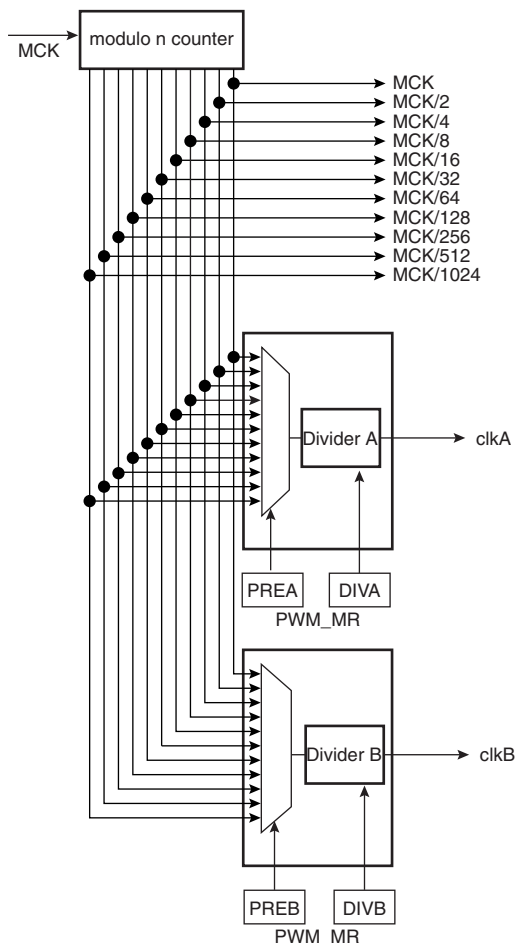 modulo n counter
MCK
MCK
MCK/2
MCK/4
MCK/8
MCK/16
MCK/32
MCK/64
MCK/128
MCK/256
MCK/512
MCK/1024
Divider A
clkA
PREA
DIVA
PWM_MR
Divider B
clkB
PREB
DIVB
PWM_MR